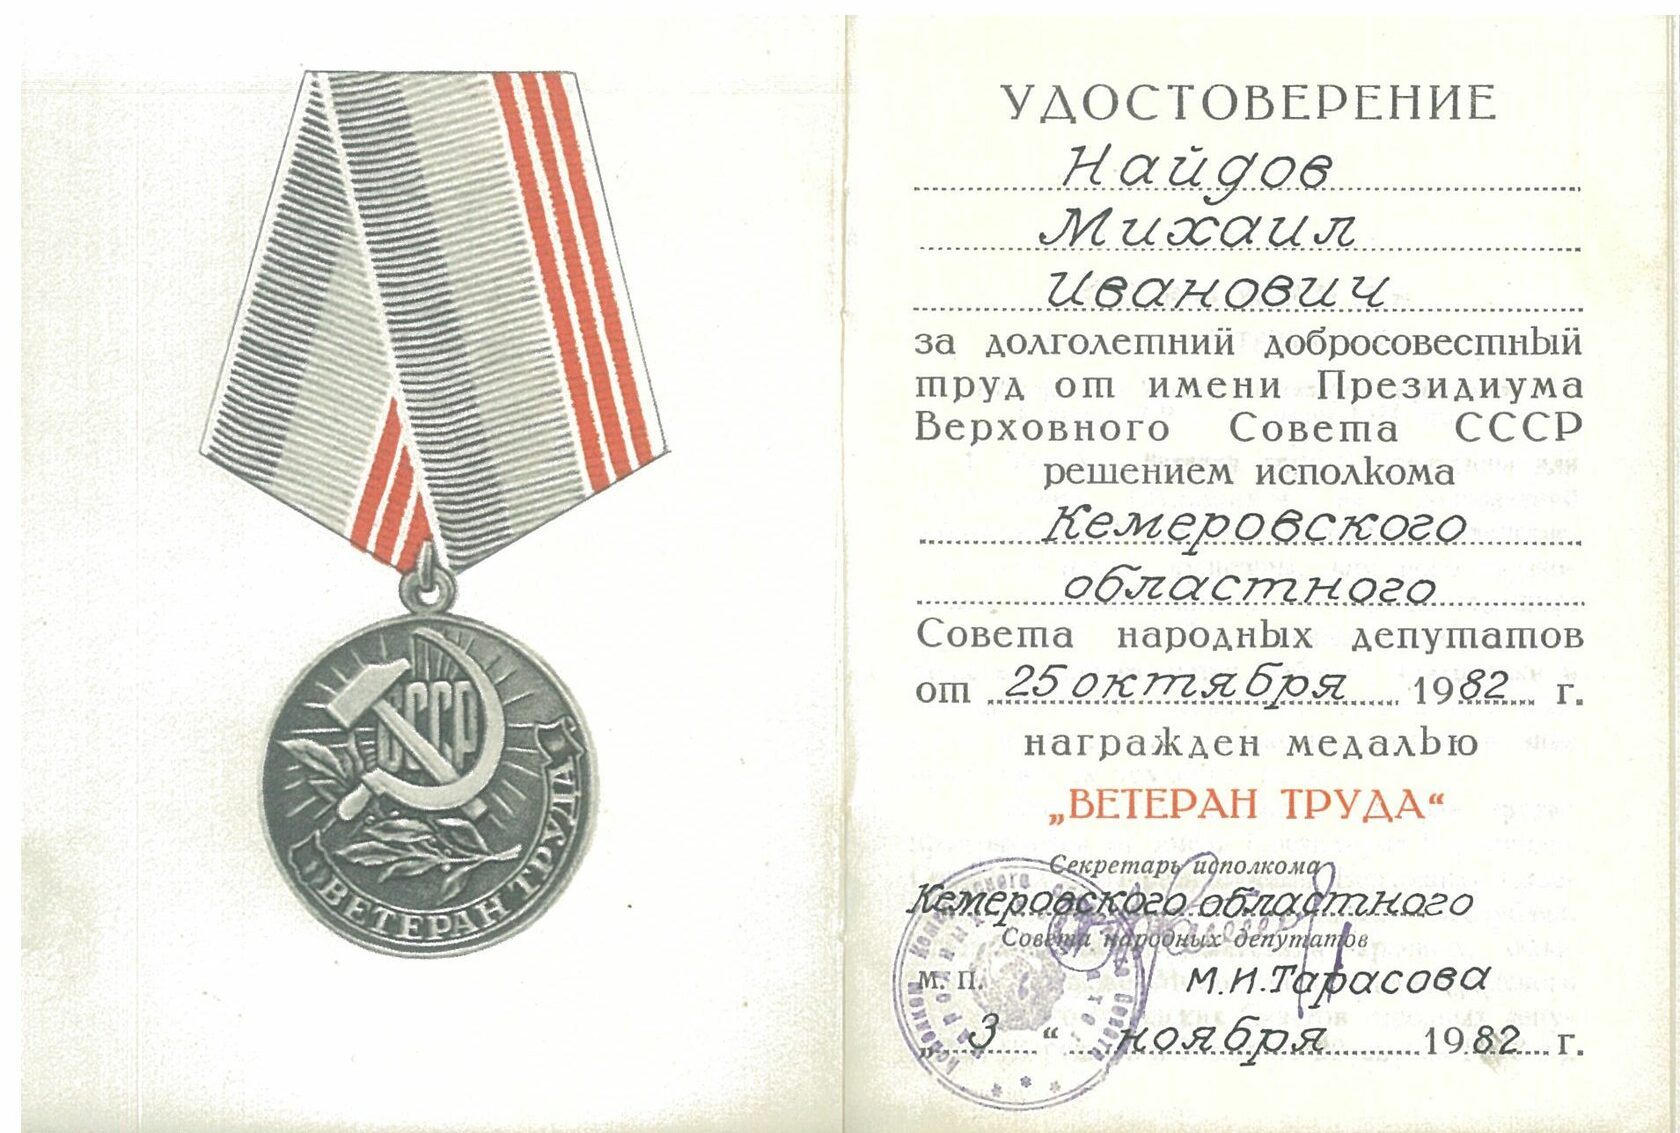 СССР
ВЕТЕРАН ТРУДА
УДОСТОВЕРЕНИЕ
Найдов
Михаил
Иванович
за долголетний добросовестный
труд от имени Президиума
Верховного Совета СССР
решением исполкома
Кемеровского
областного
Совета народных депутатов
от 25 октября 1982 г.
награжден медалью
„ВЕТЕРАН ТРУДА“
Секретарь исполкома
Кемеровского областного
Совета народных депутатов
М. П. М.И.Тарасова
„ 3 “ ноября 1982 г.